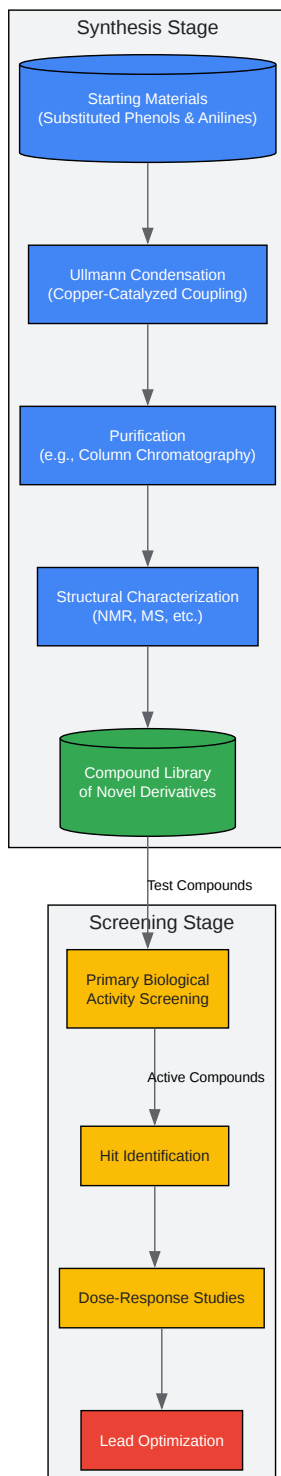 Synthesis Stage
Starting Materials
(Substituted Phenols & Anilines)
Ullmann Condensation
(Copper-Catalyzed Coupling)
Purification
(e.g., Column Chromatography)
Structural Characterization
(NMR, MS, etc.)
Compound Library
of Novel Derivatives
Test Compounds
Screening Stage
Primary Biological
Activity Screening
Active Compounds
Hit Identification
Dose-Response Studies
Lead Optimization